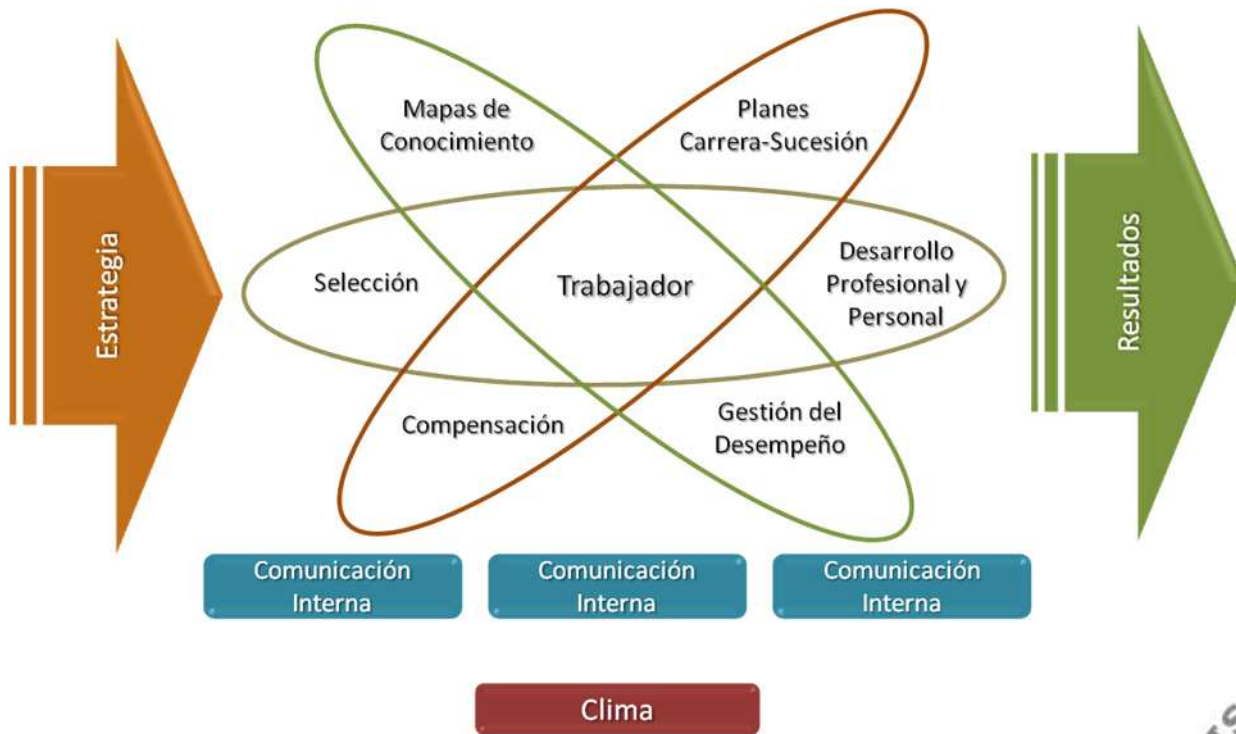 Mapas de
Conocimiento
Planes
Carrera-Sucesión
Estrategia
Selección
Trabajador
Desarrollo
Profesional y
Personal
Resultados
Compensación
Gestión del
Desempeño
Comunicación
Interna
Comunicación
Interna
Comunicación
Interna
Clima